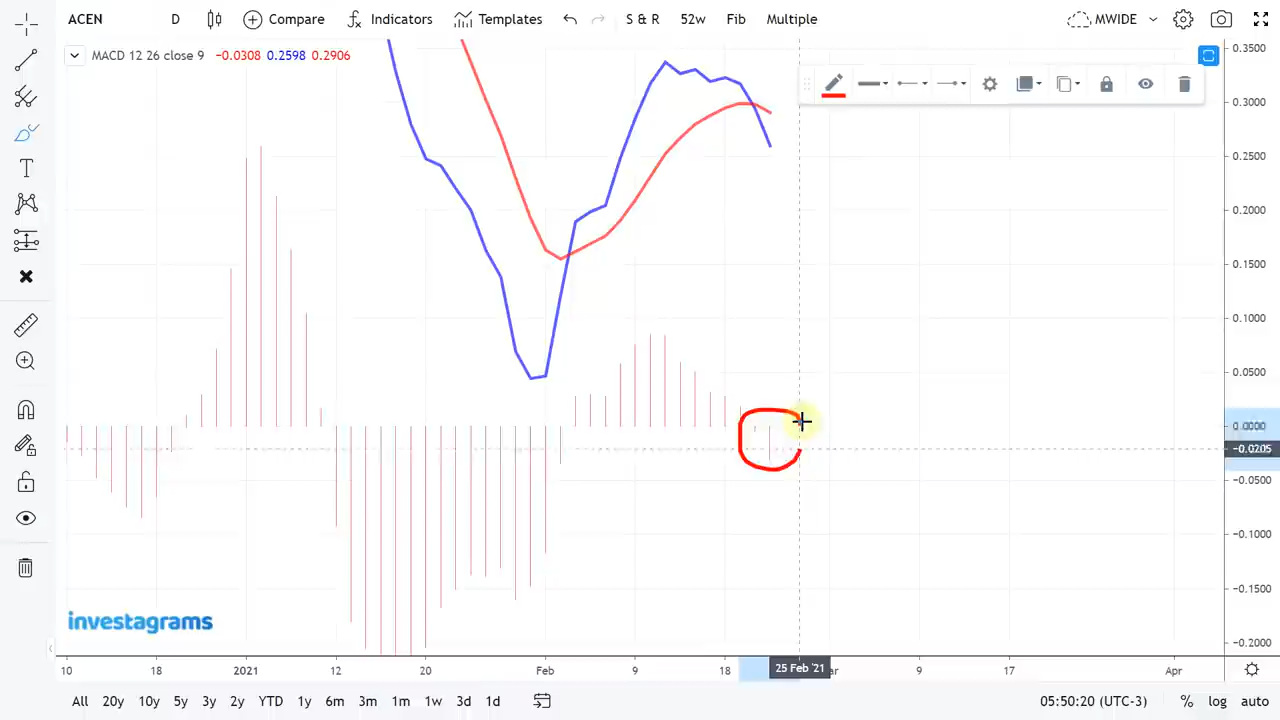 ACEN D Compare Indicators Templates S & R 52w Fib Multiple MWIDE
MACD 12 26 close 9 −0.0308 0.2598 0.2906
0.3500
0.3000
0.2500
0.2000
0.1500
0.1000
0.0500
0.0000
−0.0205
−0.0500
−0.1000
−0.1500
−0.2000
investagrams
10 18 2021 12 20 Feb 9 18 25 Feb '21 ar 9 17 Apr
All 20y 10y 5y 3y 2y YTD 1y 6m 3m 1m 1w 3d 1d 05:50:20 (UTC-3) % log auto